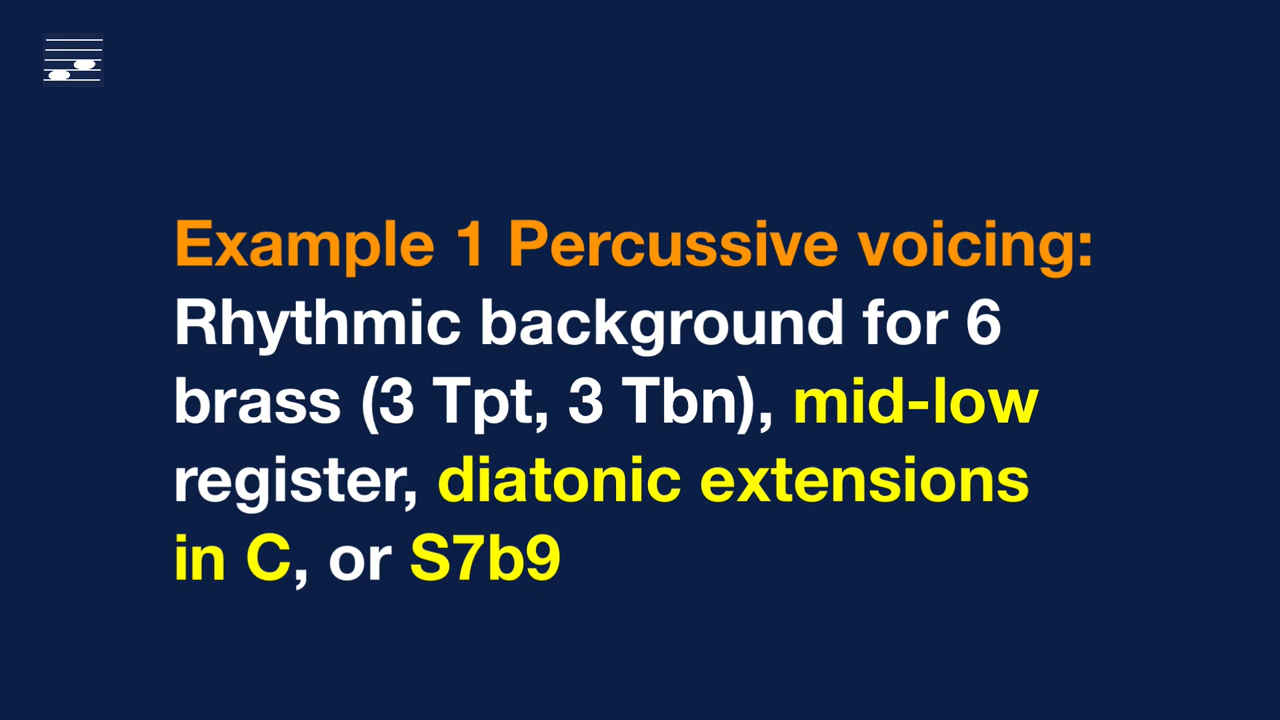 Example 1 Percussive voicing:
Rhythmic background for 6
brass (3 Tpt, 3 Tbn), mid-low
register, diatonic extensions
in C, or S7b9